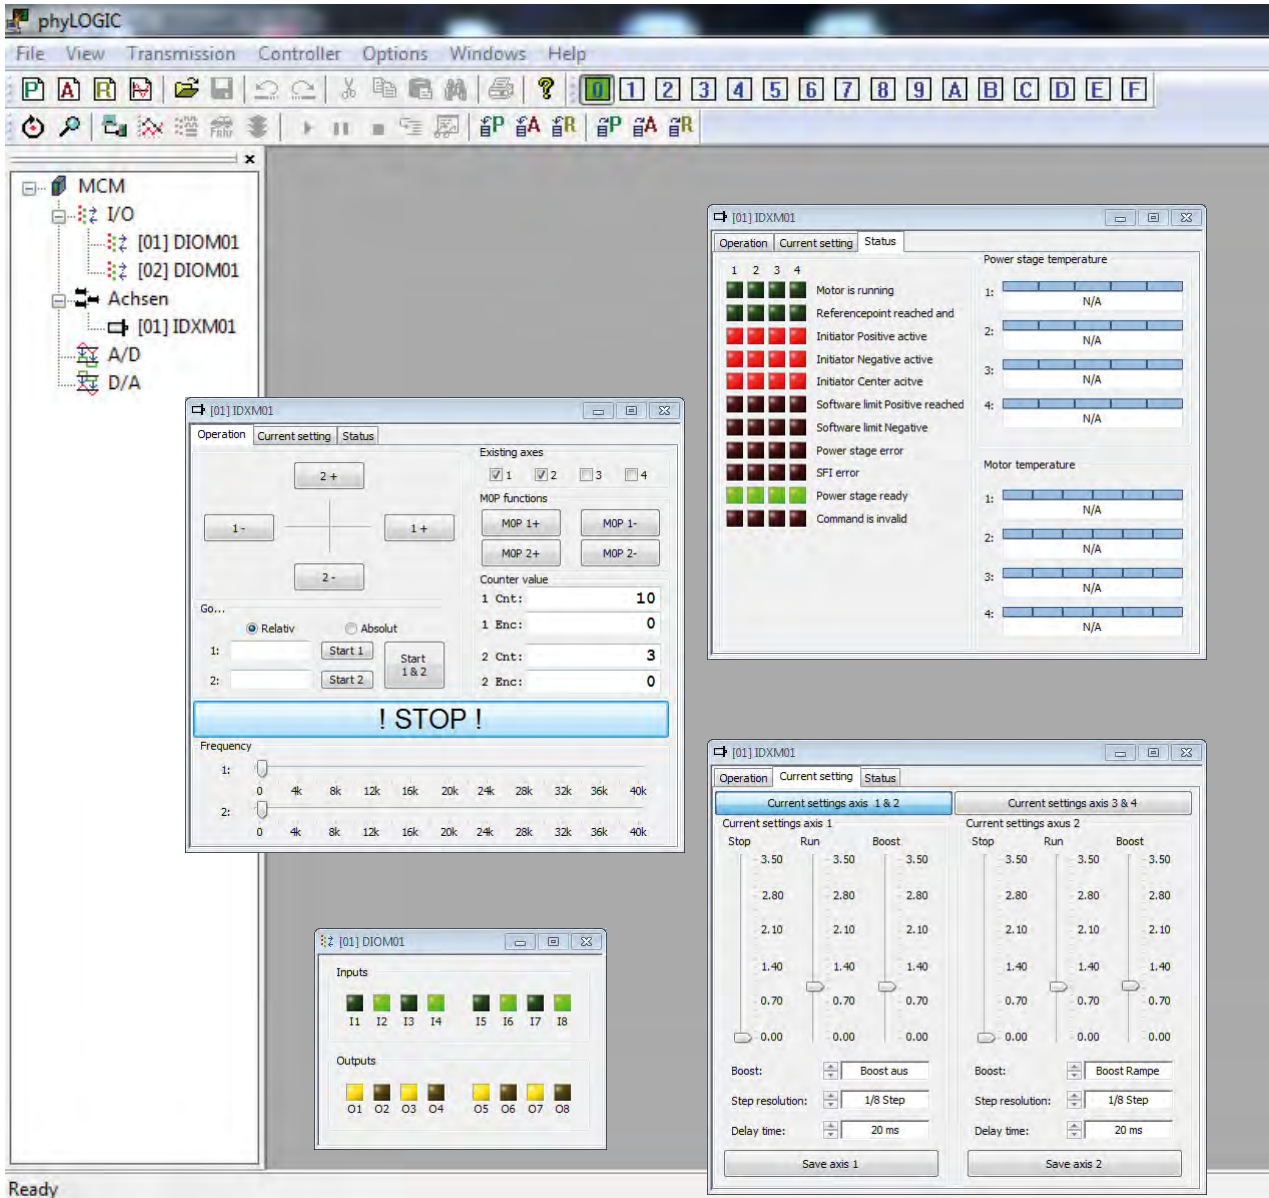 phyLOGIC
File View Transmission Controller Options Windows Help
P A R M ? 0 1 2 3 4 5 6 7 8 9 A B C D E F
P A R P A R
MCM
I/O
[01] DIOM01
[02] DIOM01
Achsen
[01] IDXM01
A/D
D/A
[01] IDXM01
Operation Current setting Status
1 2 3 4
Motor is running
Referencepoint reached and
Initiator Positive active
Initiator Negative active
Initiator Center acitve
Software limit Positive reached
Software limit Negative
Power stage error
SFI error
Power stage ready
Command is invalid
Power stage temperature
1:
N/A
2:
N/A
3:
N/A
4:
N/A
Motor temperature
1:
N/A
2:
N/A
3:
N/A
4:
N/A
[01] IDXM01
Operation Current setting Status
2 +
1 - 1 +
2 -
Existing axes
1 2 3 4
M0P functions
M0P 1+ M0P 1-
M0P 2+ M0P 2-
Counter value
1 Cnt: 10
1 Enc: 0
2 Cnt: 3
2 Enc: 0
Go...
Relativ Absolut
1: Start 1
2: Start 2
Start
1 & 2
! STOP !
Frequency
1:
0 4k 8k 12k 16k 20k 24k 28k 32k 36k 40k
2:
0 4k 8k 12k 16k 20k 24k 28k 32k 36k 40k
[01] IDXM01
Operation Current setting Status
Current settings axis 1 & 2 Current settings axis 3 & 4
Current settings axis 1 Current settings axus 2
Stop Run Boost Stop Run Boost
3.50 3.50 3.50 3.50 3.50 3.50
2.80 2.80 2.80 2.80 2.80 2.80
2.10 2.10 2.10 2.10 2.10 2.10
1.40 1.40 1.40 1.40 1.40 1.40
0.70 0.70 0.70 0.70 0.70 0.70
0.00 0.00 0.00 0.00 0.00 0.00
Boost: Boost aus Boost: Boost Rampe
Step resolution: 1/8 Step Step resolution: 1/8 Step
Delay time: 20 ms Delay time: 20 ms
Save axis 1 Save axis 2
[01] DIOM01
Inputs
I1 I2 I3 I4 I5 I6 I7 I8
Outputs
O1 O2 O3 O4 O5 O6 O7 O8
Ready